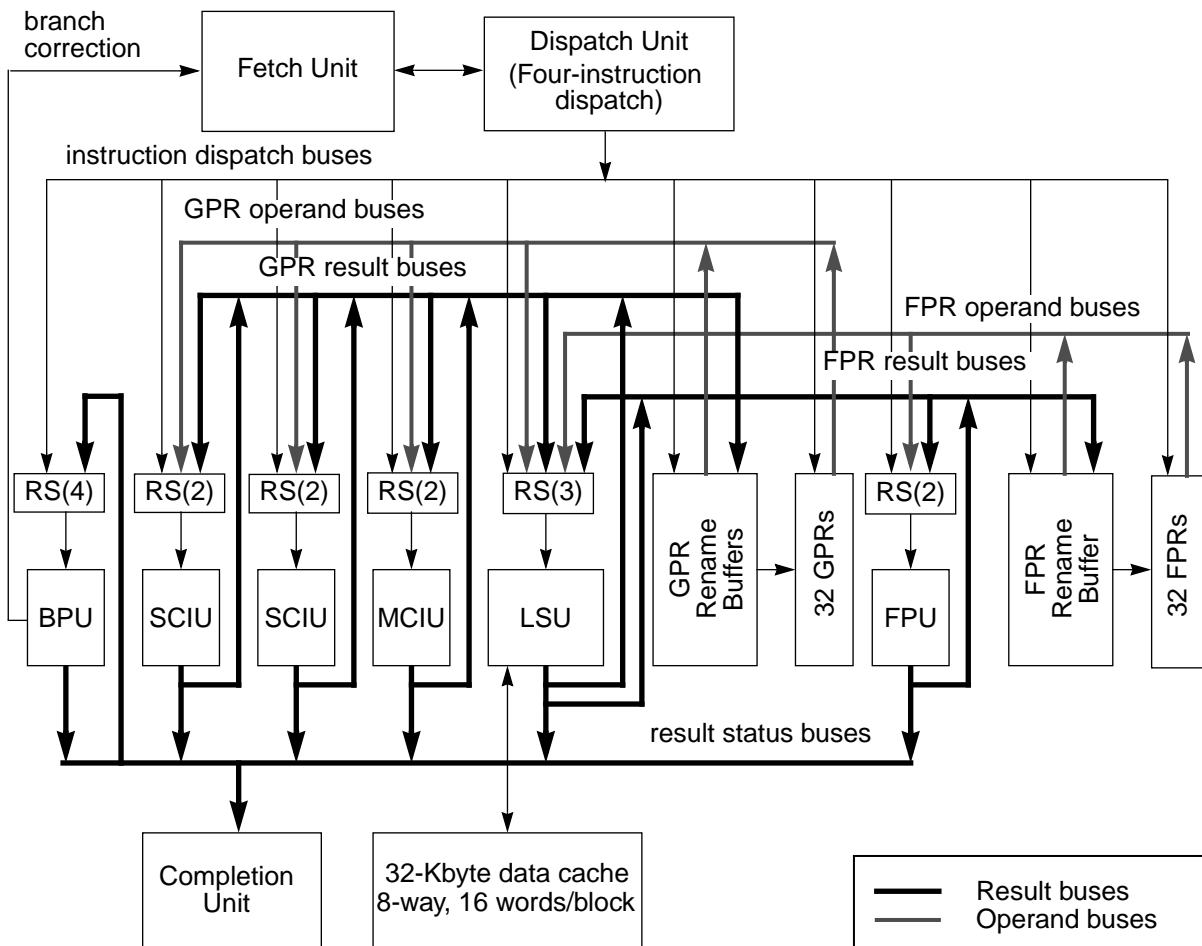 branch
correction
Fetch Unit
Dispatch Unit
(Four-instruction
dispatch)
instruction dispatch buses
GPR operand buses
GPR result buses
FPR operand buses
FPR result buses
RS(4)
RS(2)
RS(2)
RS(2)
RS(3)
RS(2)
BPU
SCIU
SCIU
MCIU
LSU
GPR
Rename
Buffers
32 GPRs
FPU
FPR
Rename
Buffer
32 FPRs
result status buses
Completion
Unit
32-Kbyte data cache
8-way, 16 words/block
Result buses
Operand buses